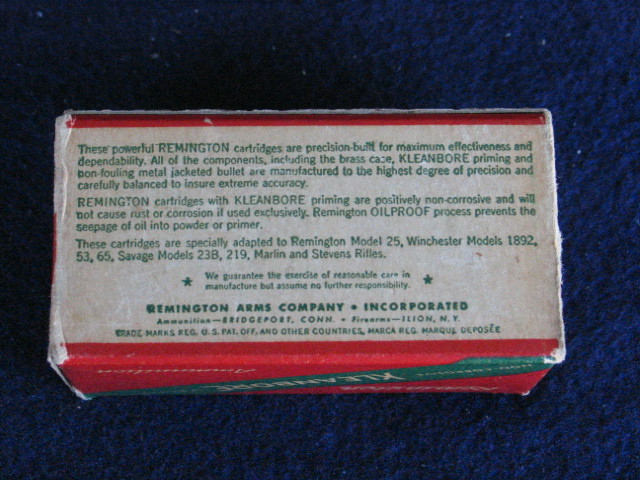 These powerful REMINGTON cartridges are precision-built for maximum effectiveness and
dependability. All of the components, including the brass case, KLEANBORE priming and
non-fouling metal jacketed bullet are manufactured to the highest degree of precision and
carefully balanced to insure extreme accuracy.
REMINGTON cartridges with KLEANBORE priming are positively non-corrosive and will
not cause rust or corrosion if used exclusively. Remington OILPROOF process prevents the
seepage of oil into powder or primer.
These cartridges are specially adapted to Remington Model 25, Winchester Models 1892,
53, 65, Savage Models 23B, 219, Marlin and Stevens Rifles.
★ We guarantee the exercise of reasonable care in ★
manufacture but assume no further responsibility.
REMINGTON ARMS COMPANY • INCORPORATED
Ammunition—BRIDGEPORT, CONN. • Firearms—ILION, N.Y.
TRADE-MARKS REG. U.S. PAT. OFF. AND OTHER COUNTRIES, MARCA REG. MARQUE DEPOSÉE
Ammunition
KLEANBORE
NON-CORROSIVE